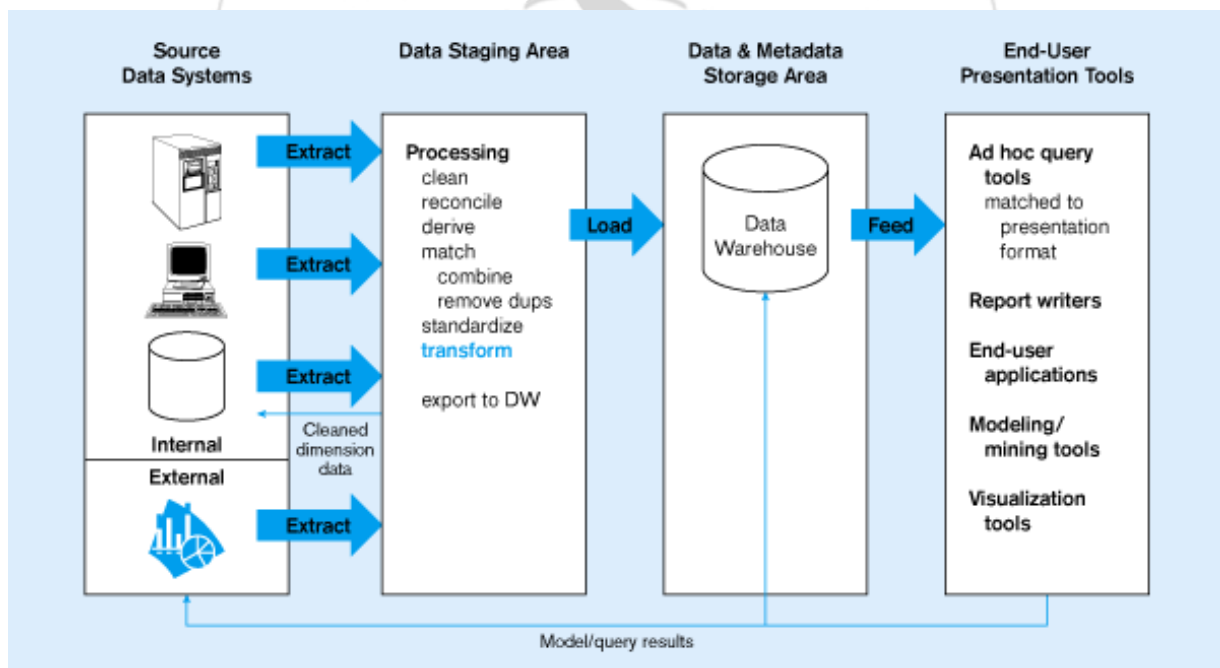 Source
Data Systems
Data Staging Area
Data & Metadata
Storage Area
End-User
Presentation Tools
Extract
Extract
Extract
Extract
Internal
External
Cleaned
dimension
data
Processing
clean
reconcile
derive
match
combine
remove dups
standardize
transform
export to DW
Load
Data
Warehouse
Feed
Ad hoc query
tools
matched to
presentation
format
Report writers
End-user
applications
Modeling/
mining tools
Visualization
tools
Model/query results